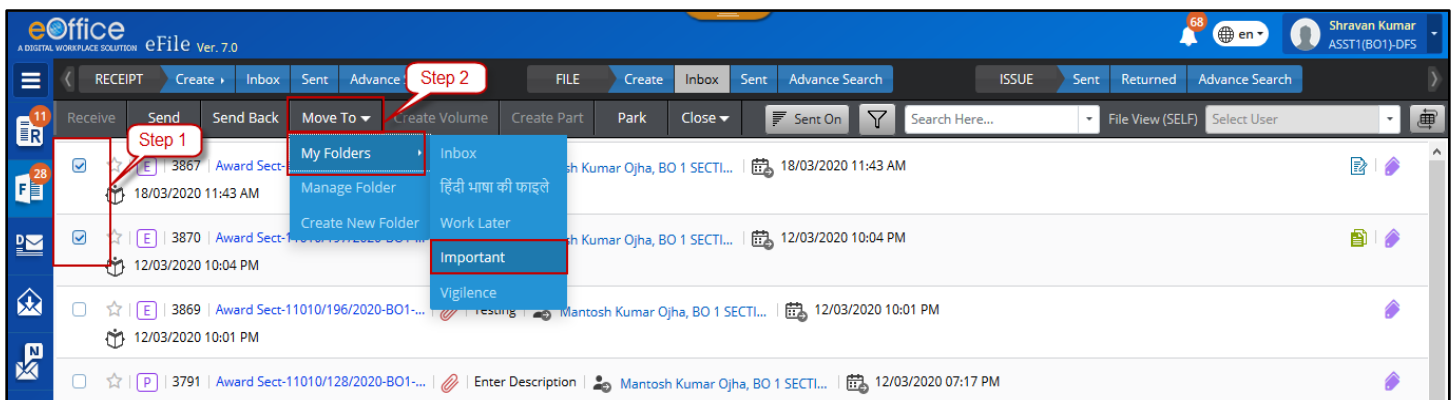 eOffice
A DIGITAL WORKPLACE SOLUTION eFile Ver. 7.0
68 en Shravan Kumar
ASST1(BO1)-DFS
RECEIPT Create Inbox Sent Advance Step 2 FILE Create Inbox Sent Advance Search ISSUE Sent Returned Advance Search
11 R Receive Send Send Back Move To Create Volume Create Part Park Close Sent On Search Here... File View (SELF) Select User
Step 1
My Folders Inbox
E 3867 Award Sect- sh Kumar Ojha, BO 1 SECTI... 18/03/2020 11:43 AM
28 F Manage Folder हिंदी भाषा की फाइले
18/03/2020 11:43 AM
Create New Folder Work Later
D E 3870 Award Sect- sh Kumar Ojha, BO 1 SECTI... 12/03/2020 10:04 PM
Important
12/03/2020 10:04 PM
Vigilence
E 3869 Award Sect-11010/196/2020-BO1-... Testing Mantosh Kumar Ojha, BO 1 SECTI... 12/03/2020 10:01 PM
12/03/2020 10:01 PM
N
P 3791 Award Sect-11010/128/2020-BO1-... Enter Description Mantosh Kumar Ojha, BO 1 SECTI... 12/03/2020 07:17 PM